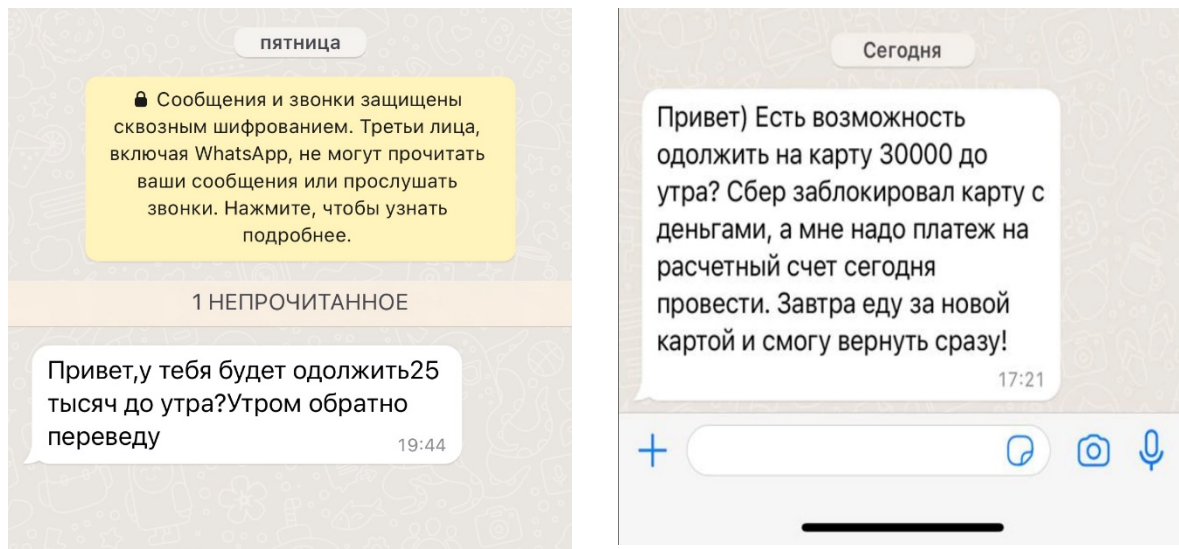 пятница
Сообщения и звонки защищены
сквозным шифрованием. Третьи лица,
включая WhatsApp, не могут прочитать
ваши сообщения или прослушать
звонки. Нажмите, чтобы узнать
подробнее.
1 НЕПРОЧИТАННОЕ
Привет,у тебя будет одолжить25
тысяч до утра?Утром обратно
переведу
19:44
Сегодня
Привет) Есть возможность
одолжить на карту 30000 до
утра? Сбер заблокировал карту с
деньгами, а мне надо платеж на
расчетный счет сегодня
провести. Завтра еду за новой
картой и смогу вернуть сразу!
17:21